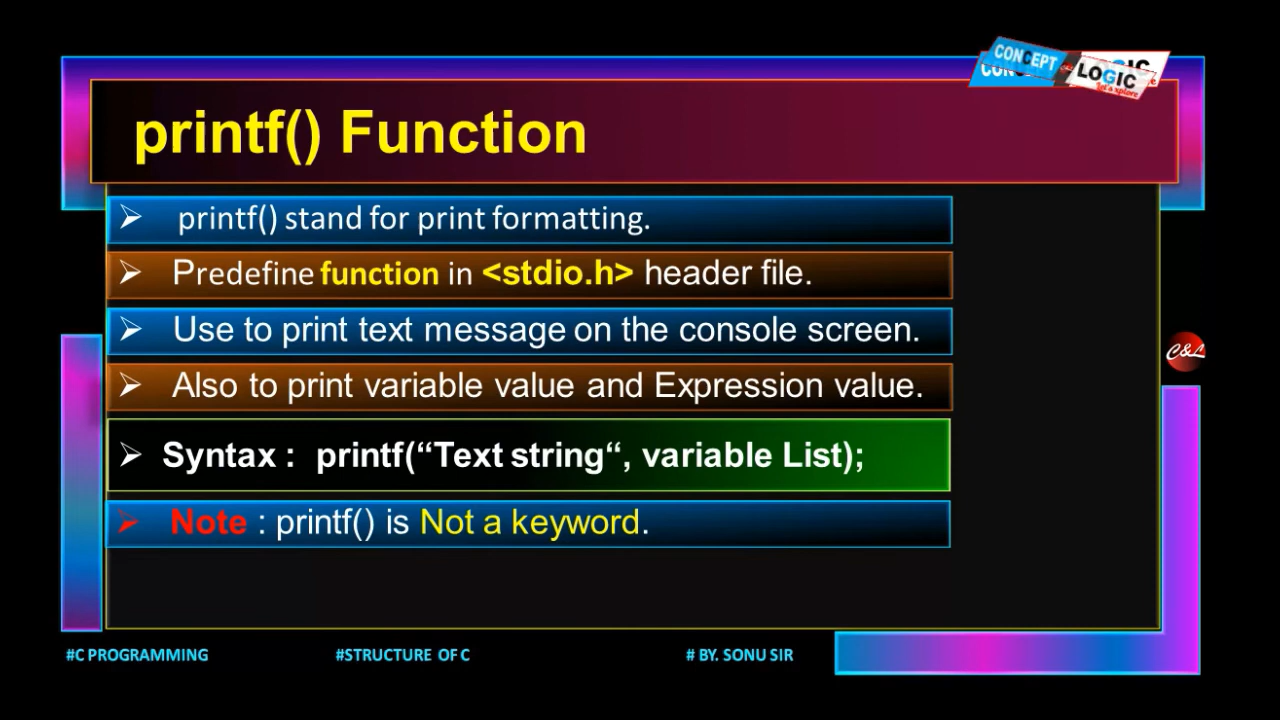 CONCEPT LOGIC
let's xplore
printf() Function
➢ printf() stand for print formatting.
➢ Predefine function in <stdio.h> header file.
➢ Use to print text message on the console screen.
➢ Also to print variable value and Expression value.
➢ Syntax : printf(“Text string“, variable List);
➢ Note : printf() is Not a keyword.
C&L
#C PROGRAMMING #STRUCTURE OF C # BY. SONU SIR